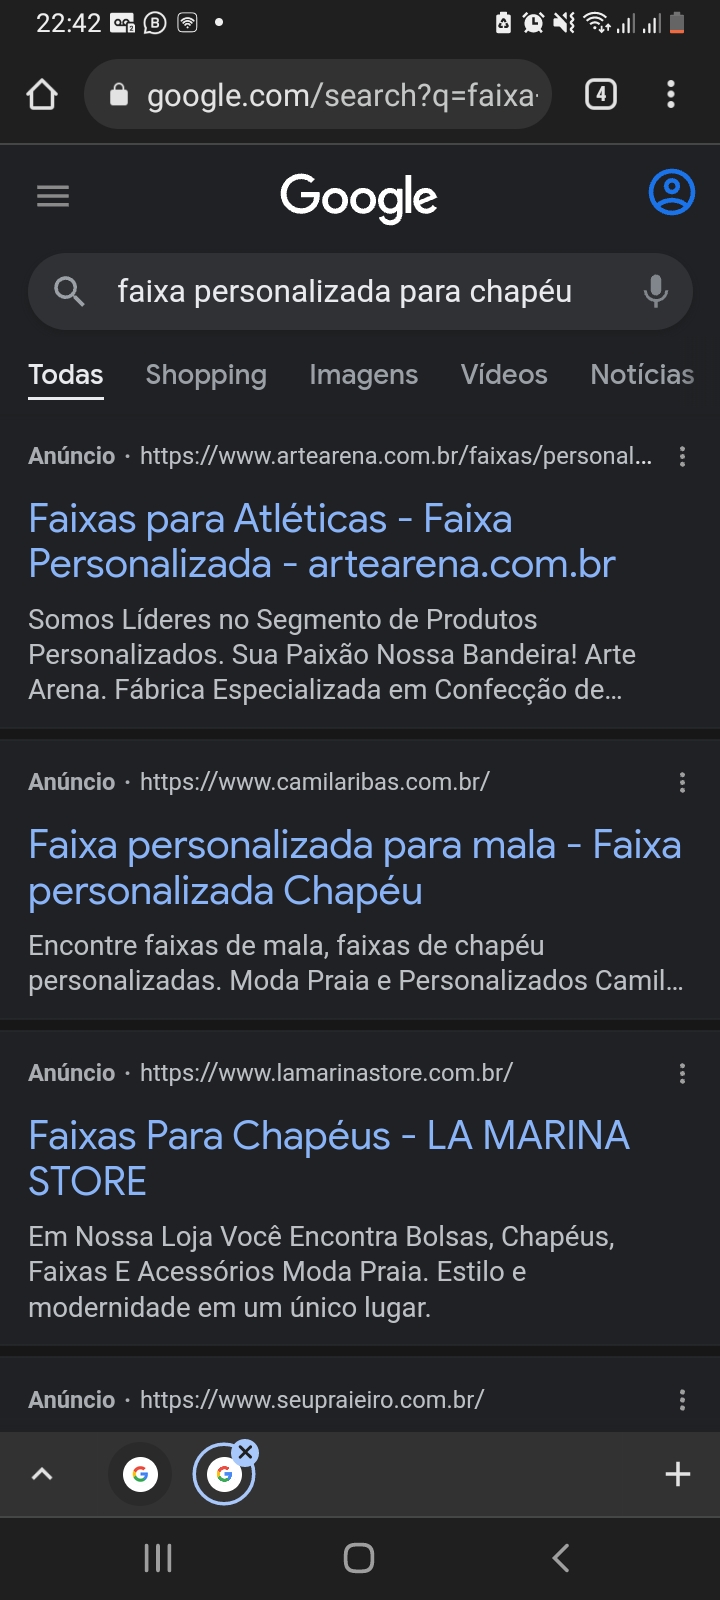 22:42
google.com/search?q=faixa
4
Google
faixa personalizada para chapéu
Todas Shopping Imagens Vídeos Notícias
Anúncio · https://www.artearena.com.br/faixas/personal...
Faixas para Atléticas - Faixa
Personalizada - artearena.com.br
Somos Líderes no Segmento de Produtos
Personalizados. Sua Paixão Nossa Bandeira! Arte
Arena. Fábrica Especializada em Confecção de...
Anúncio · https://www.camilaribas.com.br/
Faixa personalizada para mala - Faixa
personalizada Chapéu
Encontre faixas de mala, faixas de chapéu
personalizadas. Moda Praia e Personalizados Camil...
Anúncio · https://www.lamarinastore.com.br/
Faixas Para Chapéus - LA MARINA
STORE
Em Nossa Loja Você Encontra Bolsas, Chapéus,
Faixas E Acessórios Moda Praia. Estilo e
modernidade em um único lugar.
Anúncio · https://www.seupraieiro.com.br/